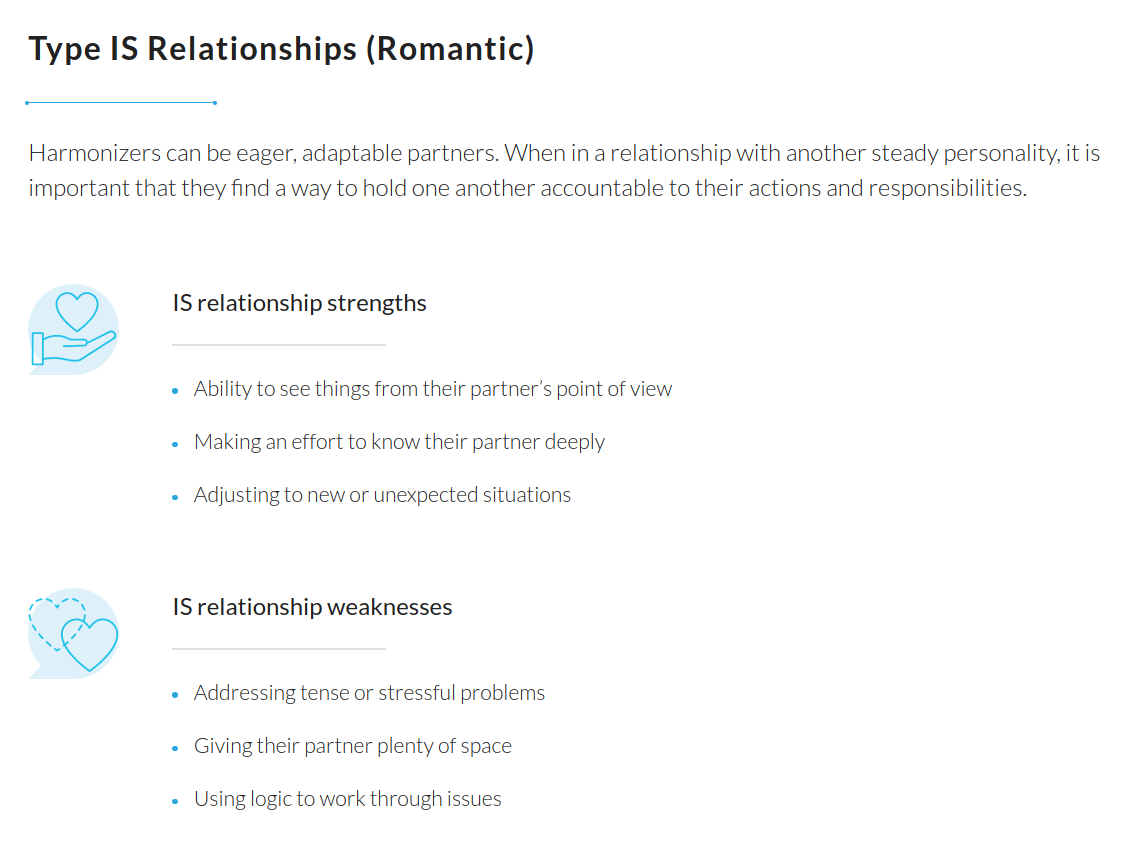 Type IS Relationships (Romantic)
Harmonizers can be eager, adaptable partners. When in a relationship with another steady personality, it is
important that they find a way to hold one another accountable to their actions and responsibilities.
IS relationship strengths
Ability to see things from their partner’s point of view
Making an effort to know their partner deeply
Adjusting to new or unexpected situations
IS relationship weaknesses
Addressing tense or stressful problems
Giving their partner plenty of space
Using logic to work through issues